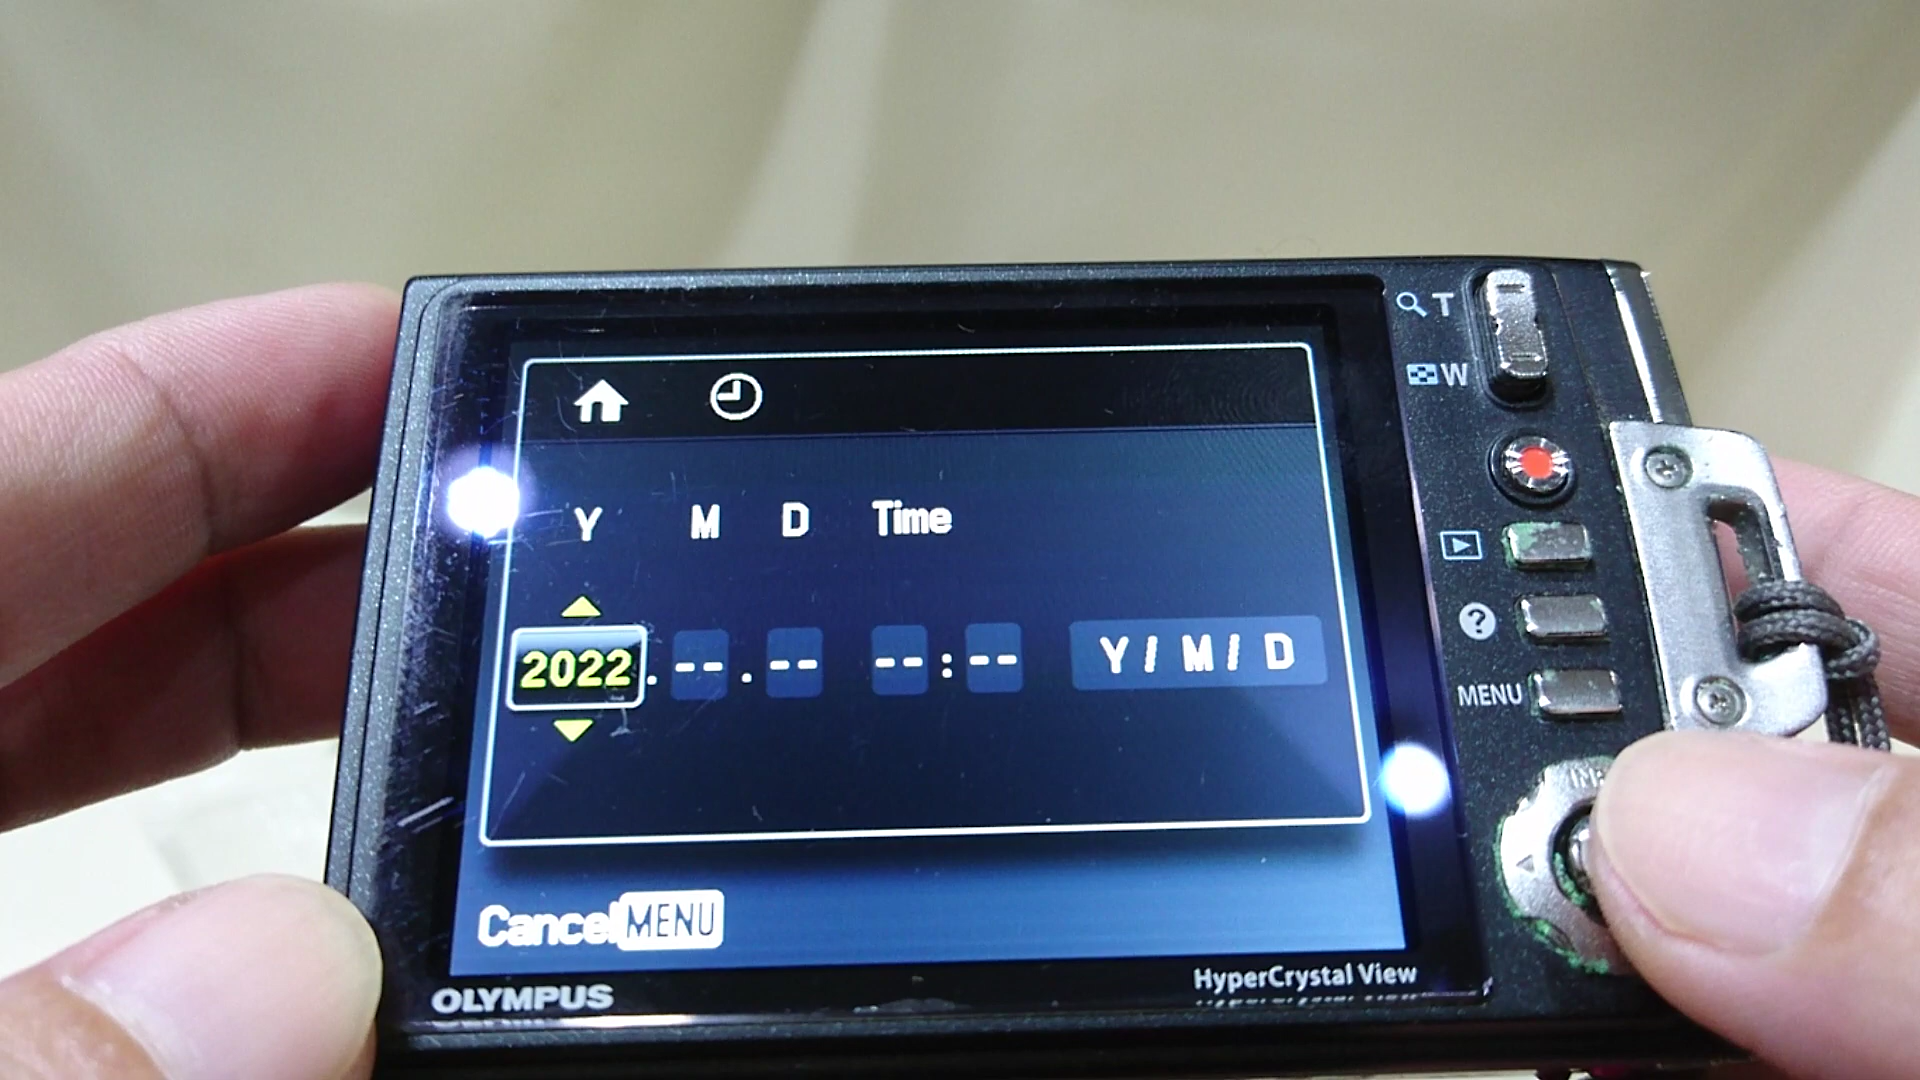 T
W
Y M D Time
2022 . -- . -- -- : -- Y / M / D
?
MENU
Cancel MENU
HyperCrystal View
OLYMPUS